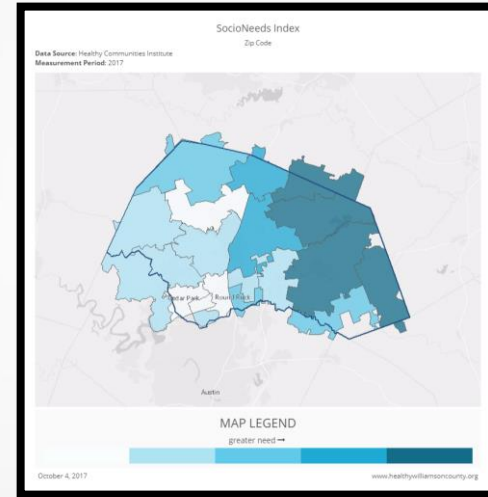 SocioNeeds Index
Zip Code
Data Source: Healthy Communities Institute
Measurement Period: 2017
Cedar Park
Round Rock
Austin
MAP LEGEND
greater need →
October 4, 2017
www.healthywilliamsoncounty.org